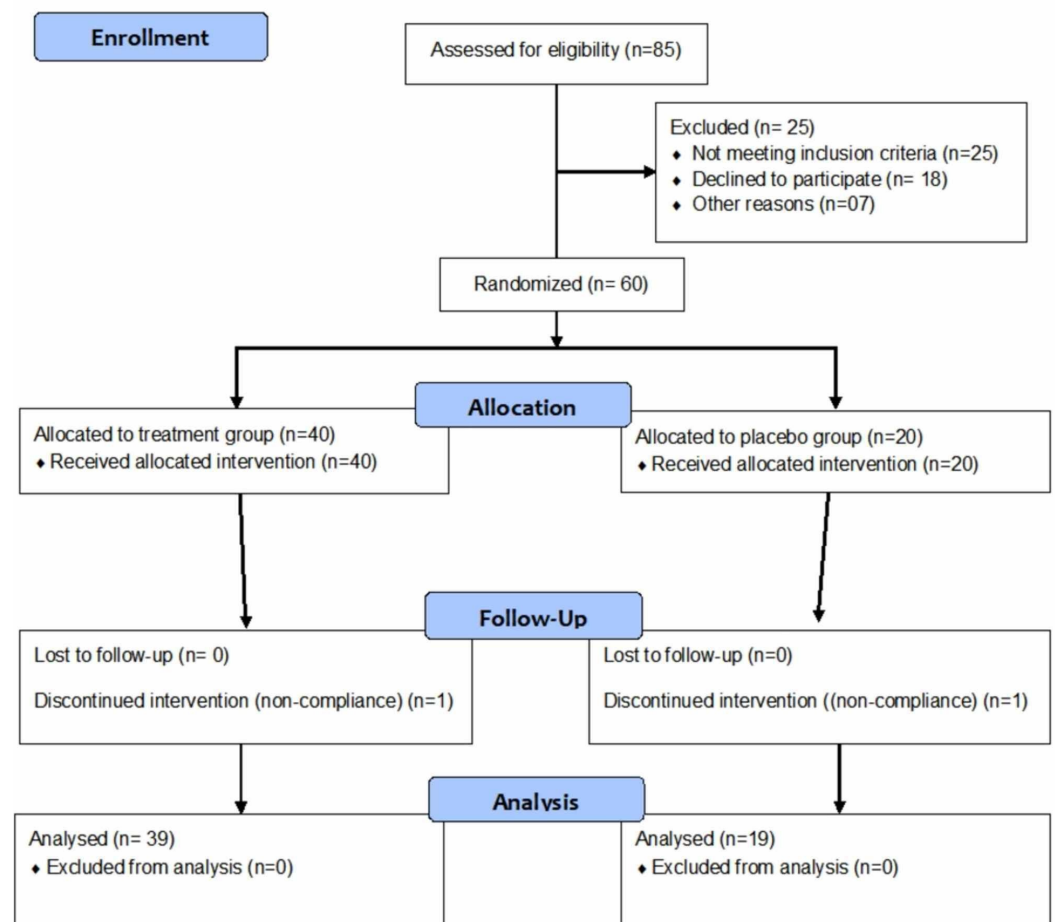 Enrollment
Assessed for eligibility (n=85)
Excluded (n= 25)
♦ Not meeting inclusion criteria (n=25)
♦ Declined to participate (n= 18)
♦ Other reasons (n=07)
Randomized (n= 60)
Allocation
Allocated to treatment group (n=40)
♦ Received allocated intervention (n=40)
Allocated to placebo group (n=20)
♦ Received allocated intervention (n=20)
Follow-Up
Lost to follow-up (n= 0)
Discontinued intervention (non-compliance) (n=1)
Lost to follow-up (n=0)
Discontinued intervention ((non-compliance) (n=1)
Analysis
Analysed (n= 39)
♦ Excluded from analysis (n=0)
Analysed (n=19)
♦ Excluded from analysis (n=0)